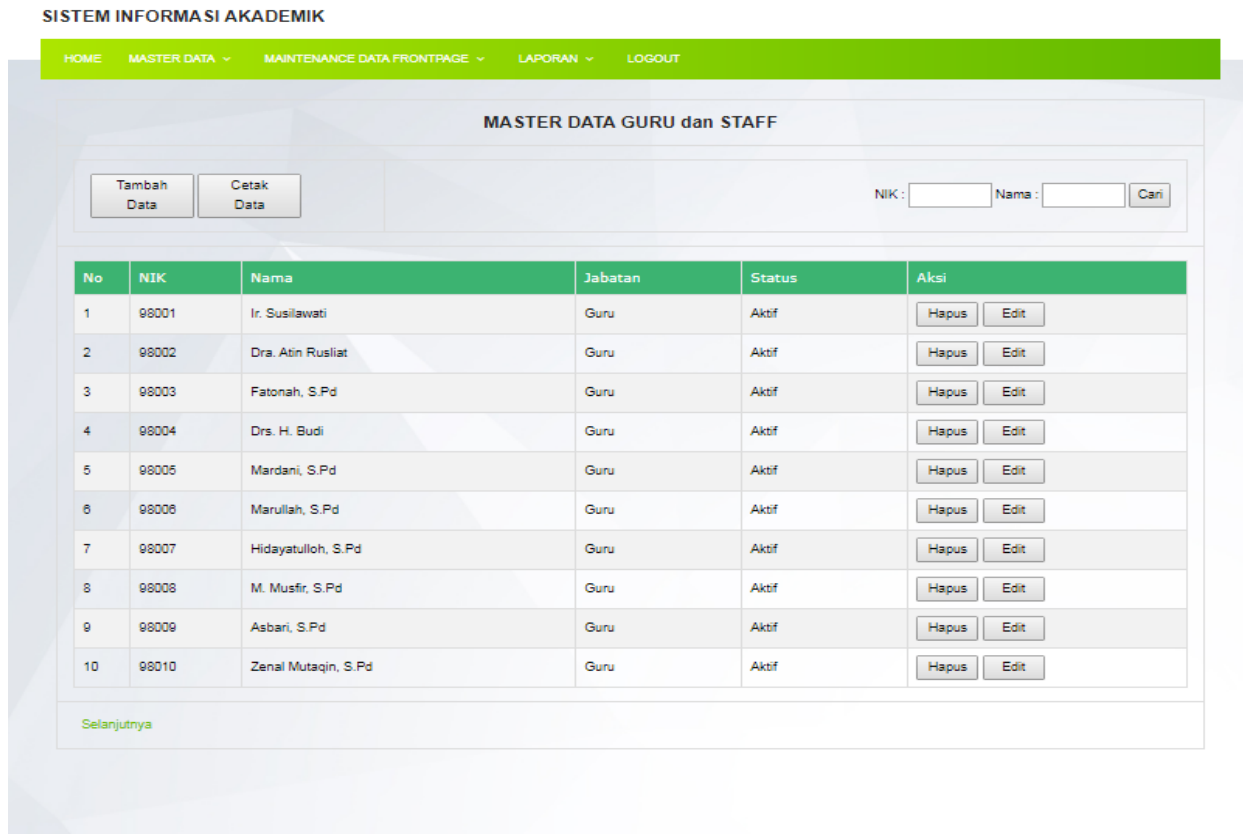 SISTEM INFORMASI AKADEMIK
HOME MASTER DATA MAINTENANCE DATA FRONTPAGE LAPORAN LOGOUT
MASTER DATA GURU dan STAFF
Tambah Data Cetak Data NIK : Nama : Cari
No NIK Nama Jabatan Status Aksi
1 98001 Ir. Susilawati Guru Aktif Hapus Edit
2 98002 Dra. Atin Rusliat Guru Aktif Hapus Edit
3 98003 Fatonah, S.Pd Guru Aktif Hapus Edit
4 98004 Drs. H. Budi Guru Aktif Hapus Edit
5 98005 Mardani, S.Pd Guru Aktif Hapus Edit
6 98006 Marullah, S.Pd Guru Aktif Hapus Edit
7 98007 Hidayatulloh, S.Pd Guru Aktif Hapus Edit
8 98008 M. Musfir, S.Pd Guru Aktif Hapus Edit
9 98009 Asbari, S.Pd Guru Aktif Hapus Edit
10 98010 Zenal Mutaqin, S.Pd Guru Aktif Hapus Edit
Selanjutnya